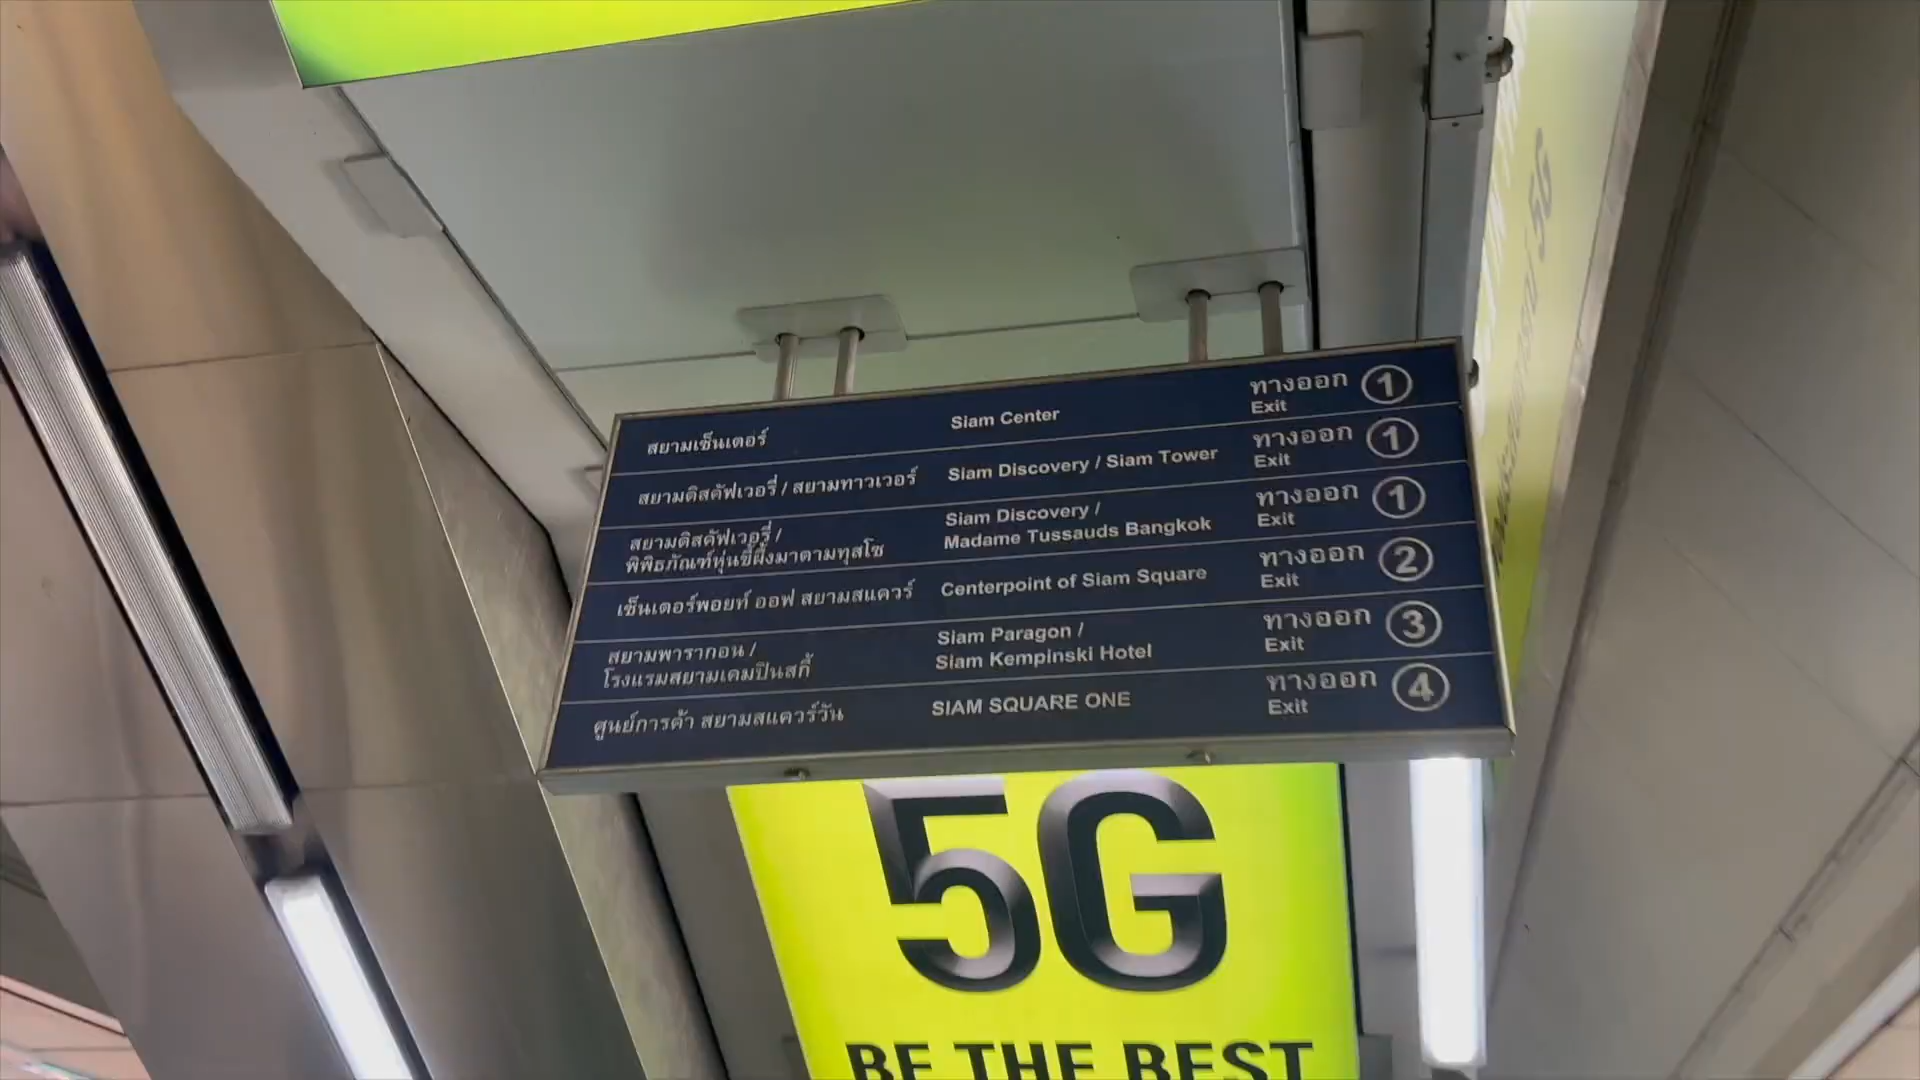 สยามเซ็นเตอร์ Siam Center ทางออก 1
Exit
สยามดิสคัฟเวอรี่ / สยามทาวเวอร์ Siam Discovery / Siam Tower ทางออก 1
Exit
สยามดิสคัฟเวอรี่ / Siam Discovery / ทางออก 1
พิพิธภัณฑ์หุ่นขี้ผึ้งมาดามทุสโซ Madame Tussauds Bangkok Exit
เซ็นเตอร์พอยท์ ออฟ สยามสแควร์ Centerpoint of Siam Square ทางออก 2
Exit
สยามพารากอน / Siam Paragon / ทางออก 3
โรงแรมสยามเคมปินสกี้ Siam Kempinski Hotel Exit
ศูนย์การค้า สยามสแควร์วัน SIAM SQUARE ONE ทางออก 4
Exit
5G
BE THE BEST
5G